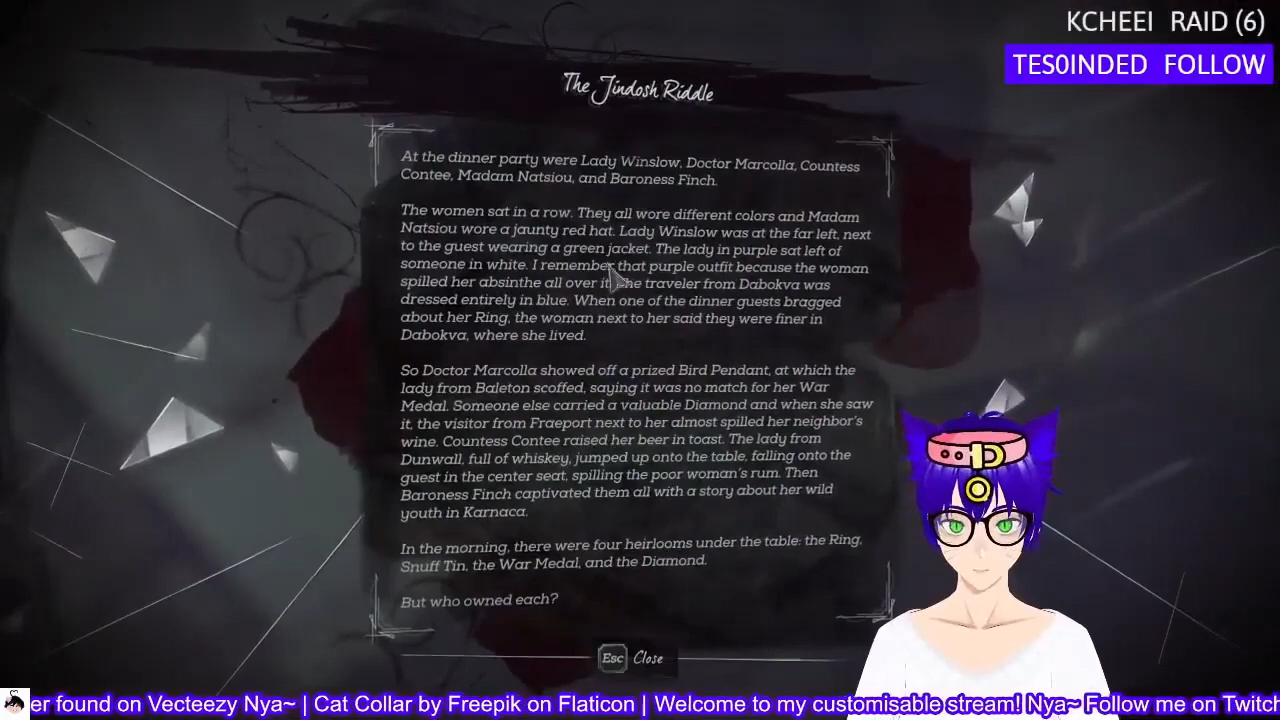 KCHEEI RAID (6)
TES0INDED FOLLOW
The Jindosh Riddle
At the dinner party were Lady Winslow, Doctor Marcolla, Countess
Contee, Madam Natsiou, and Baroness Finch.
The women sat in a row. They all wore different colors and Madam
Natsiou wore a jaunty red hat. Lady Winslow was at the far left, next
to the guest wearing a green jacket. The lady in purple sat left of
someone in white. I remember that purple outfit because the woman
spilled her absinthe all over it. The traveler from Dabokva was
dressed entirely in blue. When one of the dinner guests bragged
about her Ring, the woman next to her said they were finer in
Dabokva, where she lived.
So Doctor Marcolla showed off a prized Bird Pendant, at which the
lady from Baleton scoffed, saying it was no match for her War
Medal. Someone else carried a valuable Diamond and when she saw
it, the visitor from Fraeport next to her almost spilled her neighbor's
wine. Countess Contee raised her beer in toast. The lady from
Dunwall, full of whiskey, jumped up onto the table, falling onto the
guest in the center seat, spilling the poor woman's rum. Then
Baroness Finch captivated them all with a story about her wild
youth in Karnaca.
In the morning, there were four heirlooms under the table: the Ring,
Snuff Tin, the War Medal, and the Diamond.
But who owned each?
Esc Close
er found on Vecteezy Nya~ | Cat Collar by Freepik on Flaticon | Welcome to my customisable stream! Nya~ Follow me on Twitch